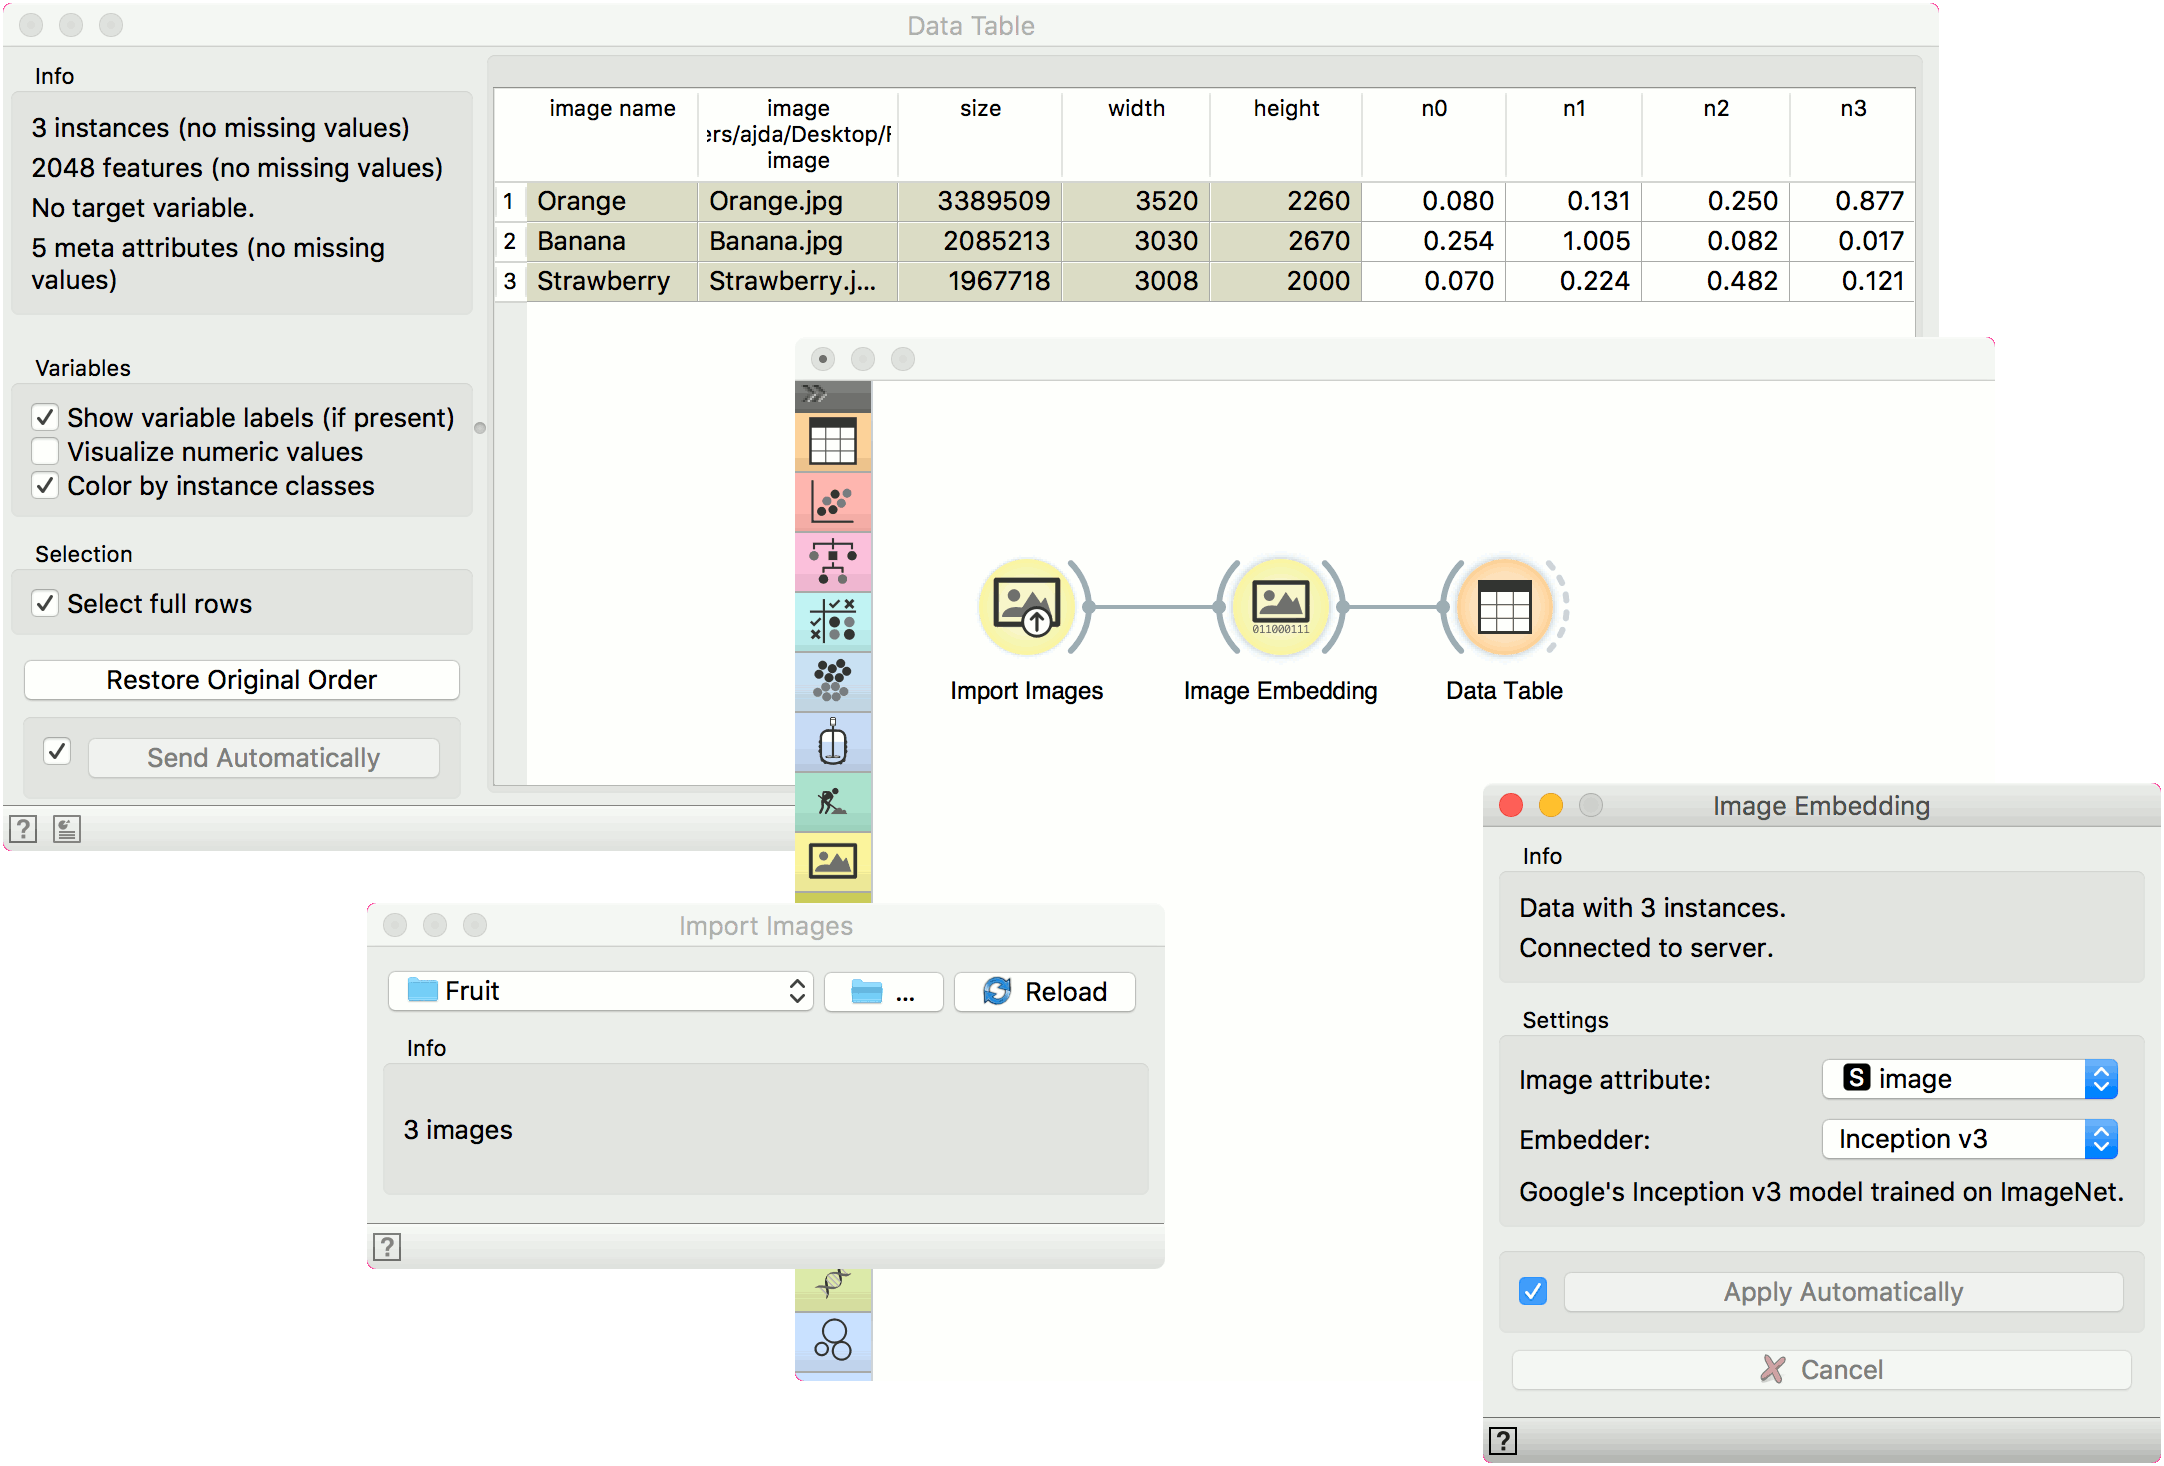 Data Table
Info
3 instances (no missing values)
2048 features (no missing values)
No target variable.
5 meta attributes (no missing
values)
Variables
Show variable labels (if present)
Visualize numeric values
Color by instance classes
Selection
Select full rows
Restore Original Order
Send Automatically
?
image name image size width height n0 n1 n2 n3
ers/ajda/Desktop/F
image
1 Orange Orange.jpg 3389509 3520 2260 0.080 0.131 0.250 0.877
2 Banana Banana.jpg 2085213 3030 2670 0.254 1.005 0.082 0.017
3 Strawberry Strawberry.j... 1967718 3008 2000 0.070 0.224 0.482 0.121
011000111
Import Images Image Embedding Data Table
Import Images
Fruit ... Reload
Info
3 images
?
Image Embedding
Info
Data with 3 instances.
Connected to server.
Settings
Image attribute: S image
Embedder: Inception v3
Google's Inception v3 model trained on ImageNet.
Apply Automatically
Cancel
?